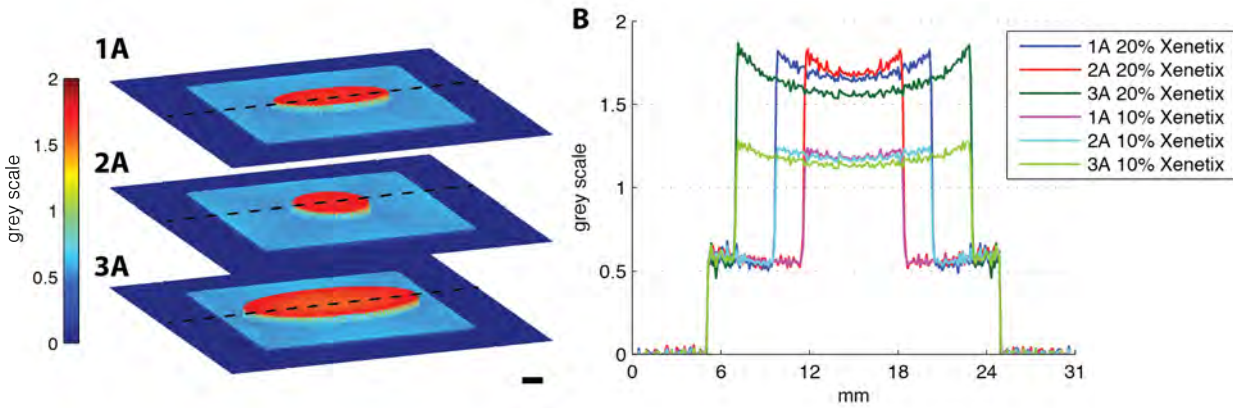 1A
2A
3A
grey scale
2
1.5
1
0.5
0
B
grey scale
2
1.5
1
0.5
0
0
6
12
18
24
31
mm
1A 20% Xenetix
2A 20% Xenetix
3A 20% Xenetix
1A 10% Xenetix
2A 10% Xenetix
3A 10% Xenetix